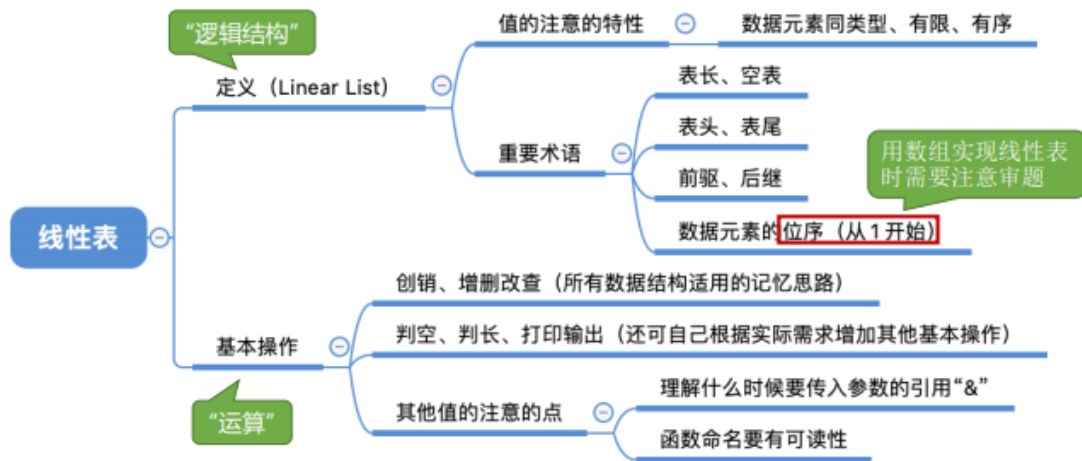 "逻辑结构"
值的注意的特性
数据元素同类型、有限、有序
定义（Linear List）
表长、空表
表头、表尾
重要术语
用数组实现线性表
时需要注意审题
前驱、后继
数据元素的位序（从1开始）
线性表
创销、增删改查（所有数据结构适用的记忆思路）
判空、判长、打印输出（还可自己根据实际需求增加其他基本操作）
基本操作
"运算"
理解什么时候要传入参数的引用“&”
其他值的注意的点
函数命名要有可读性